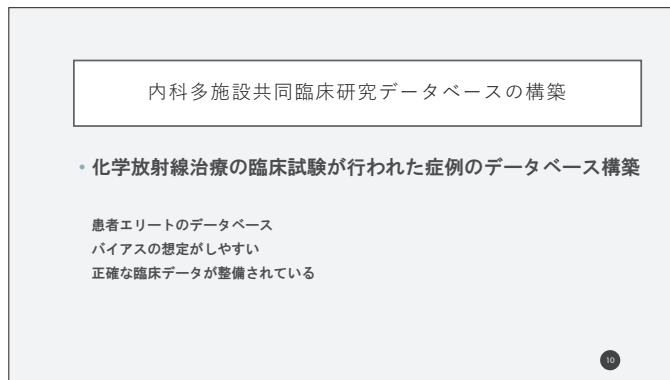 内科多施設共同臨床研究データベースの構築
• 化学放射線治療の臨床試験が行われた症例のデータベース構築
患者エリートのデータベース
バイアスの想定がしやすい
正確な臨床データが整備されている
10